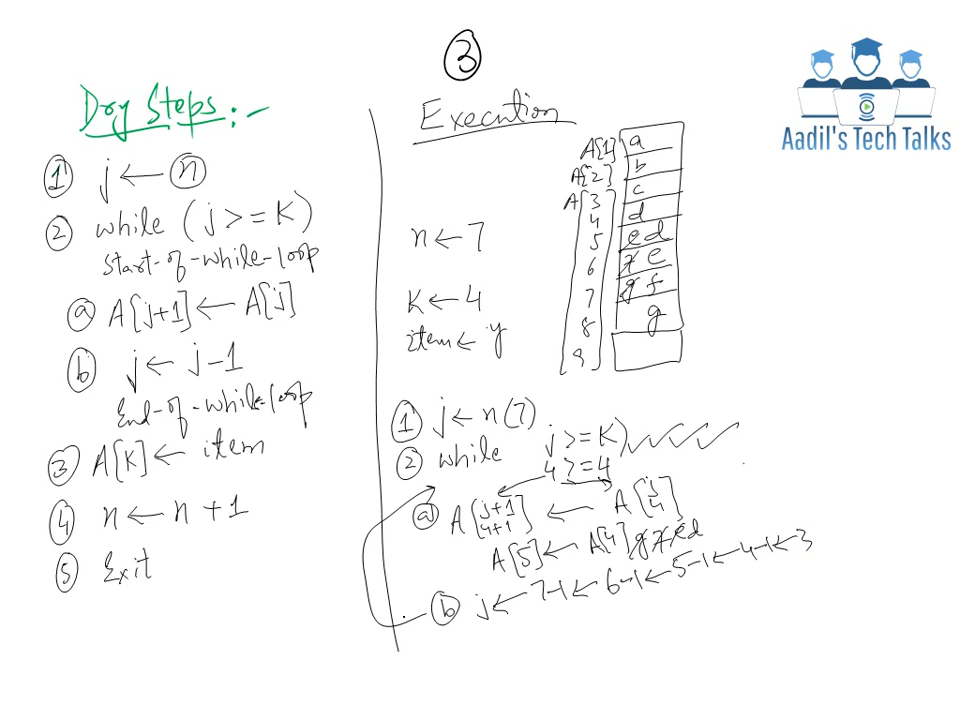 ③
Aadil's Tech Talks
Dry Steps:-
① j ← n
② while (j >= K)
Start-of-while-loop
ⓐ A[j+1] ← A[j]
ⓑ j ← j-1
End-of-while-loop
③ A[K] ← item
④ n ← n+1
⑤ Exit
Execution
n ← 7
K ← 4
item ← y
A[1] a
A[2] b
A[3 c
4 d
5 e d
6 f e
7 g f
8 g
9
① j ← n(7)
② while j >= K) ✓✓✓✓
4 >= 4
ⓐ A[j+1] ← A[j]
4+1 4
A[5] ← A[4] g f e d
ⓑ j ← 7-1 ← 6-1 ← 5-1 ← 4-1 ← 3